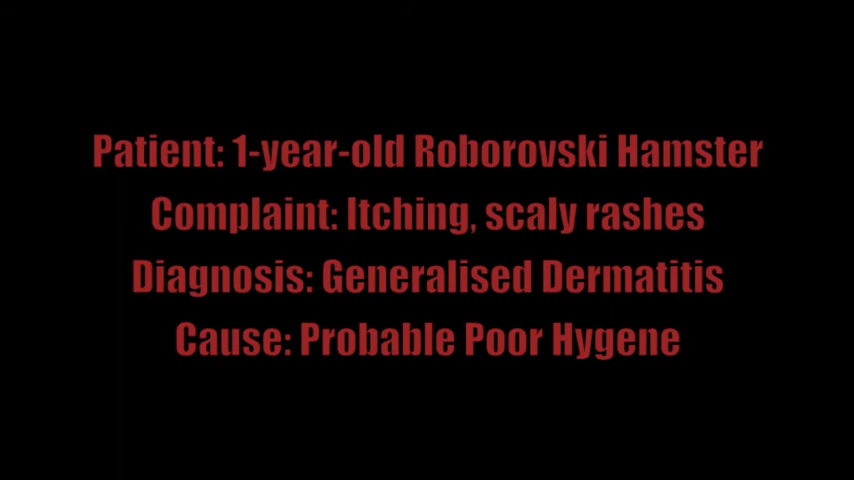 Patient: 1-year-old Roborovski Hamster
Complaint: Itching, scaly rashes
Diagnosis: Generalised Dermatitis
Cause: Probable Poor Hygene